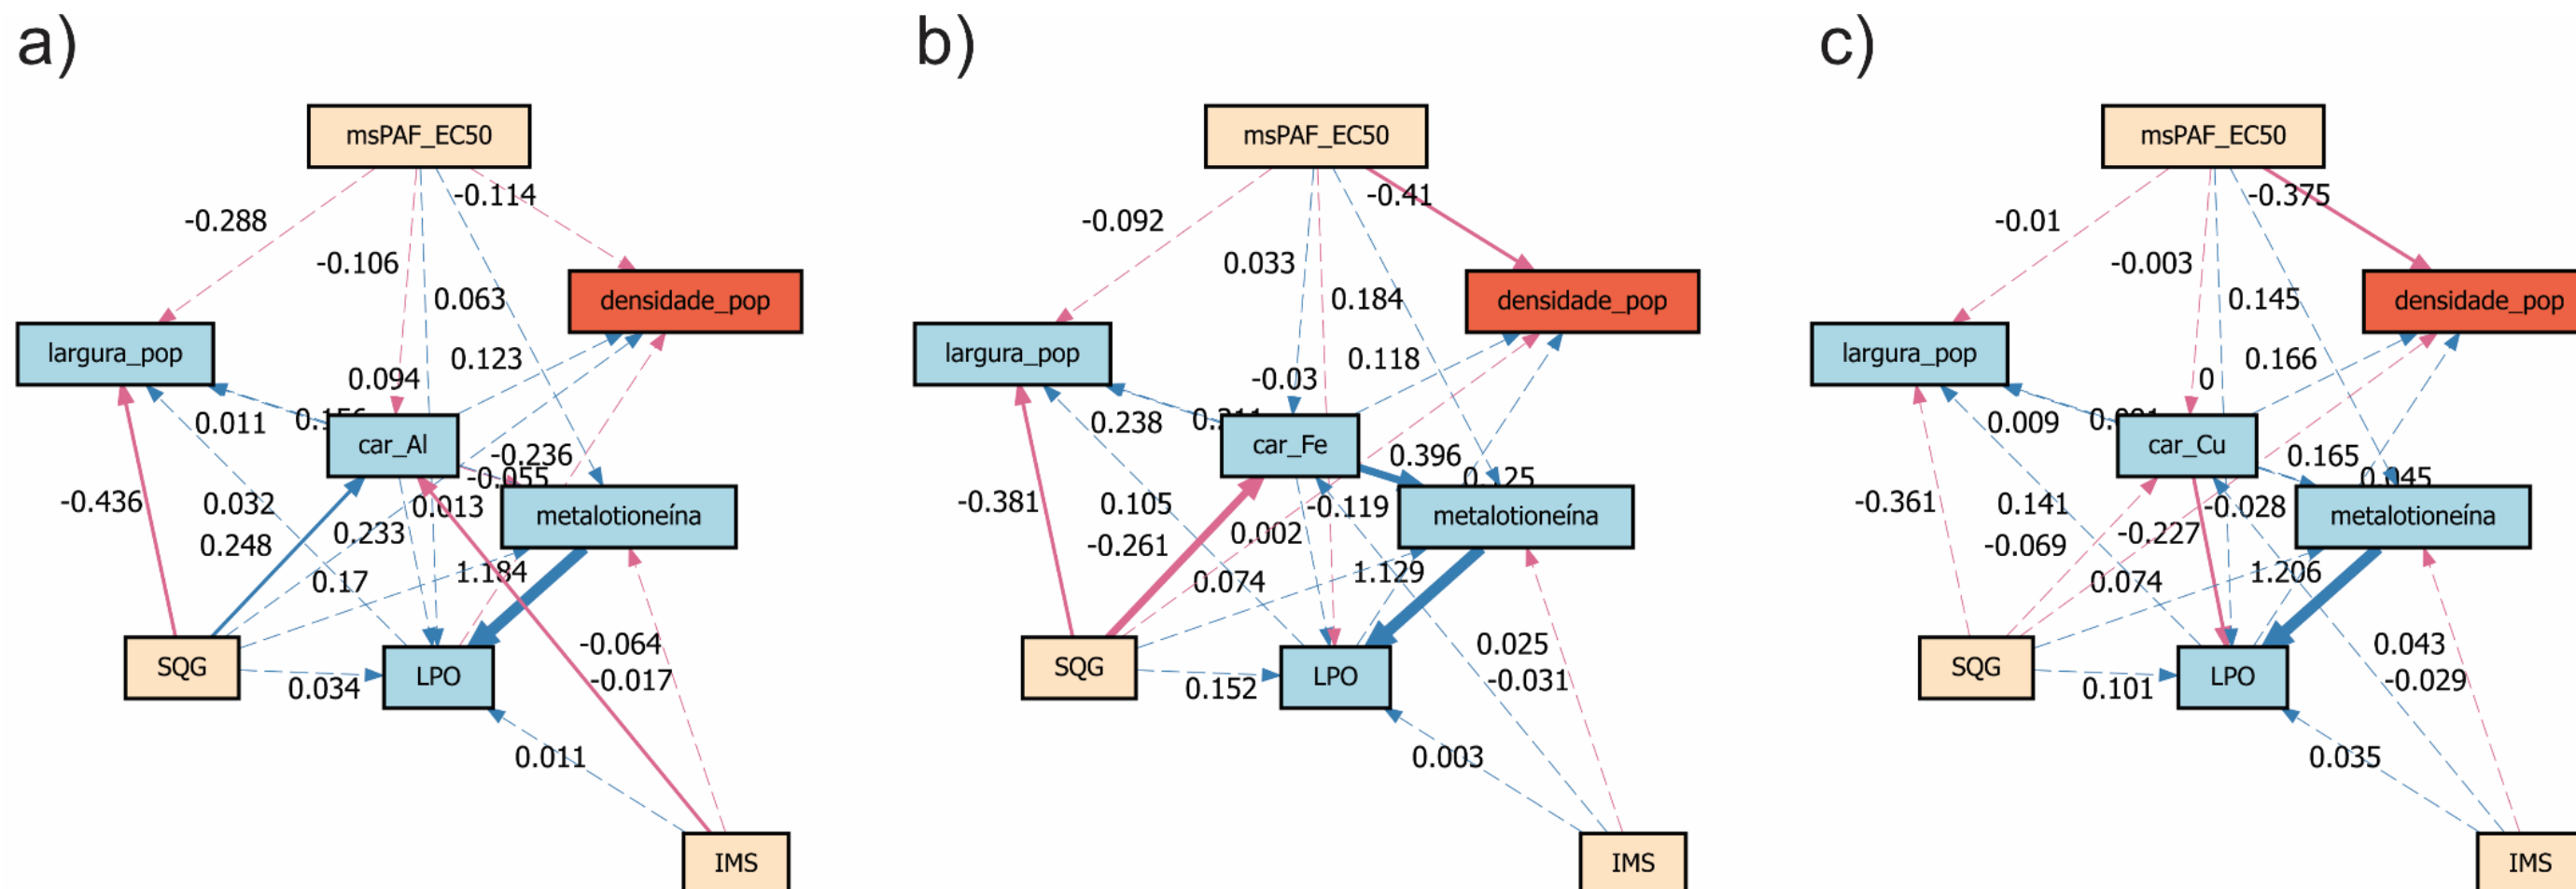 a)
msPAF_EC50
-0.114
-0.288
-0.106
0.063
densidade_pop
largura_pop
0.123
0.094
0.011
car_Al
-0.236
-0.055
-0.436
0.032
0.013
metalotioneína
0.248
0.233
0.17
1.184
-0.064
SQG
LPO
-0.017
0.034
0.011
IMS
b)
msPAF_EC50
-0.41
-0.092
0.033
0.184
densidade_pop
largura_pop
0.118
-0.03
0.238
car_Fe
0.396
-0.381
0.105
-0.119
metalotioneína
-0.261
0.002
0.074
1.129
0.025
SQG
LPO
-0.031
0.152
0.003
IMS
c)
msPAF_EC50
-0.375
-0.01
-0.003
0.145
densidade_pop
largura_pop
0.166
0
0.009
car_Cu
0.165
-0.361
0.141
-0.028
metalotioneína
-0.069
-0.227
0.074
1.206
0.043
SQG
LPO
-0.029
0.101
0.035
IMS